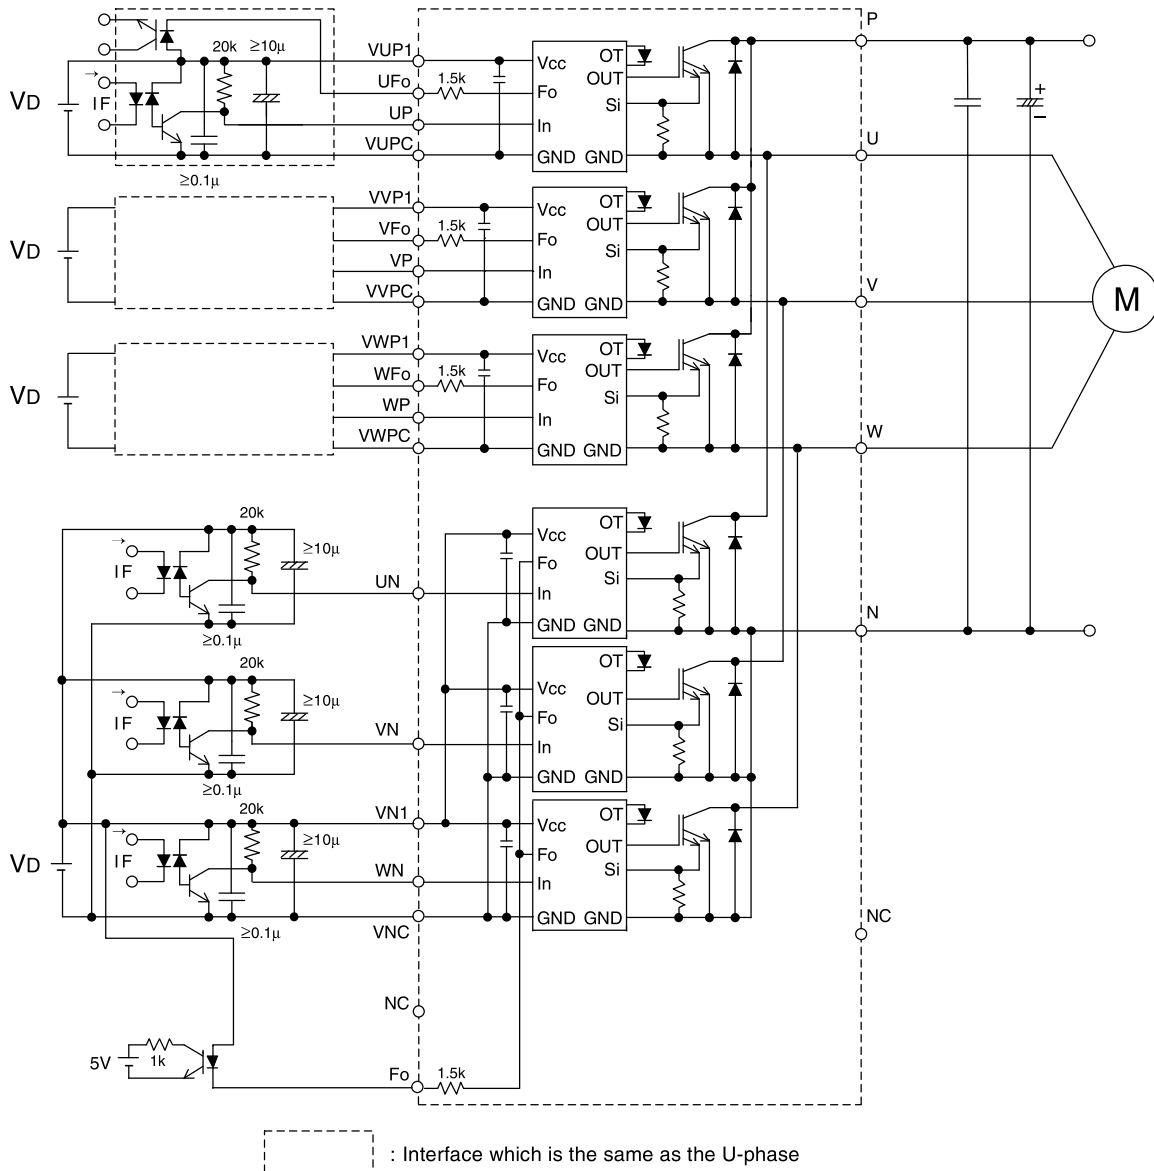 P
20k
≥10μ
VUP1
Vcc
OT
OUT
UFo
1.5k
Fo
Si
VD
→
IF
UP
In
U
VUPC
GND GND
≥0.1μ
VVP1
Vcc
OT
OUT
VFo
1.5k
Fo
Si
VD
VP
In
V
VVPC
GND GND
M
VWP1
Vcc
OT
OUT
WFo
1.5k
Fo
Si
VD
WP
In
W
VWPC
GND GND
20k
OT
Vcc
→
≥10μ
OUT
IF
Fo
Si
UN
In
N
GND GND
≥0.1μ
20k
OT
Vcc
→
≥10μ
OUT
IF
Fo
VN
Si
In
GND GND
≥0.1μ
20k
VN1
OT
Vcc
→
≥10μ
OUT
VD
IF
Fo
WN
Si
In
GND GND
NC
≥0.1μ
VNC
NC
5V
1k
Fo
1.5k
+
−
: Interface which is the same as the U-phase